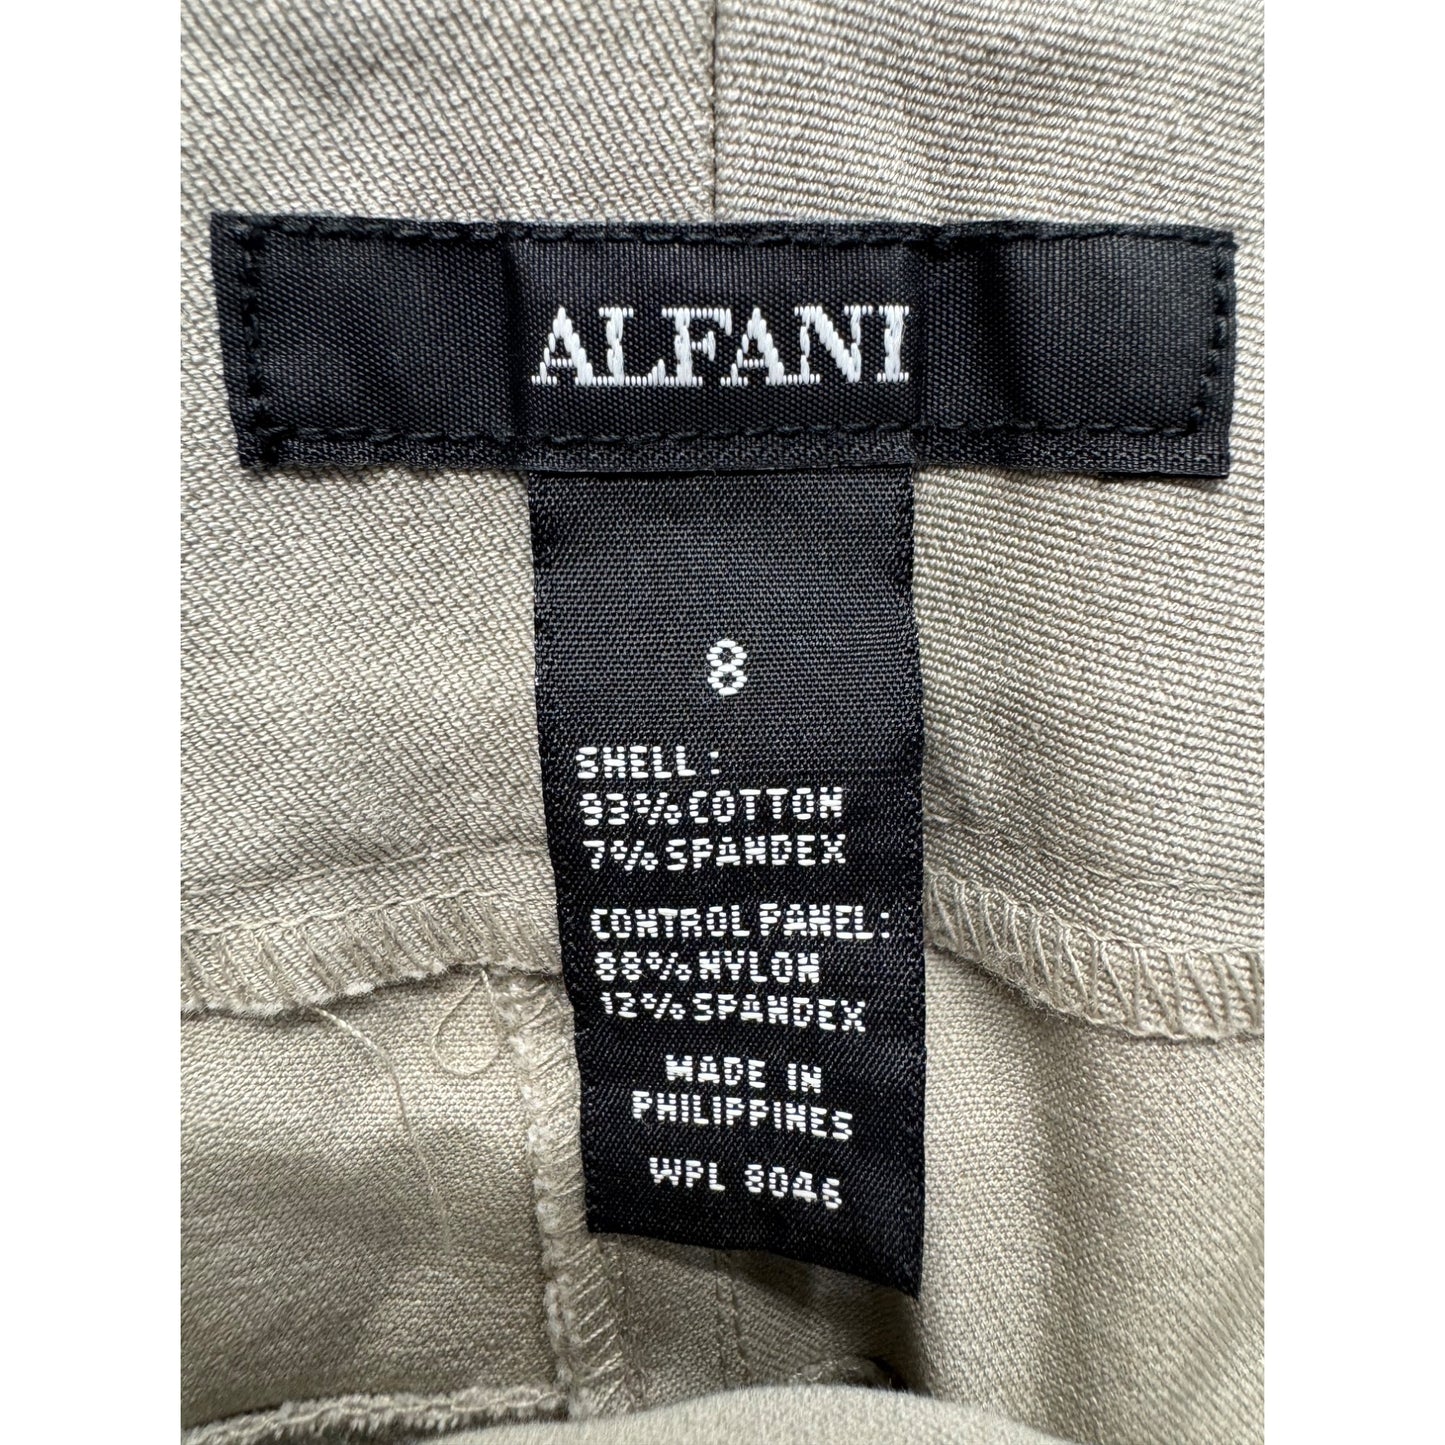 ALFANI
8
SHELL:
93% COTTON
7% SPANDEX
CONTROL PANEL:
88% NYLON
12% SPANDEX
MADE IN
PHILIPPINES
WPL 8046